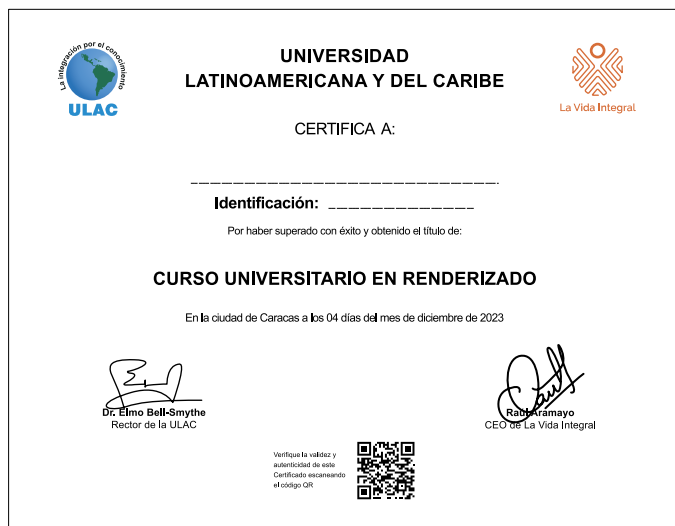 La integración por el conocimiento
ULAC
UNIVERSIDAD
LATINOAMERICANA Y DEL CARIBE
La Vida Integral
CERTIFICA A:
Identificación:
Por haber superado con éxito y obtenido el título de:
CURSO UNIVERSITARIO EN RENDERIZADO
En la ciudad de Caracas a los 04 días del mes de diciembre de 2023
Dr. Elmo Bell-Smythe
Rector de la ULAC
Raúl Aramayo
CEO de La Vida Integral
Verifique la validez y
autenticidad de este
Certificado escaneando
el código QR